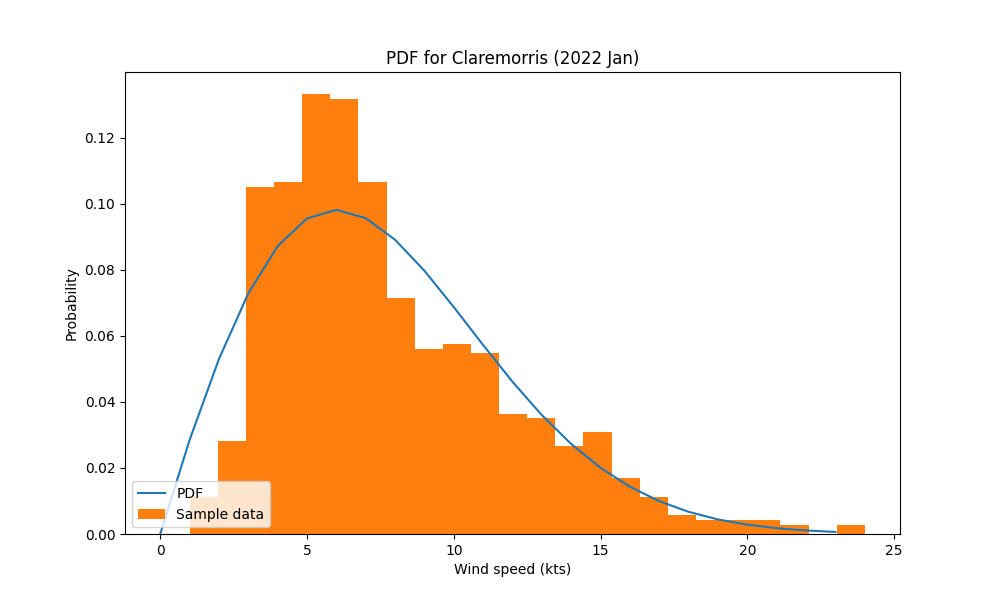 PDF for Claremorris (2022 Jan)
Probability
0.12
0.10
0.08
0.06
0.04
0.02
0.00
PDF
Sample data
0 5 10 15 20 25
Wind speed (kts)